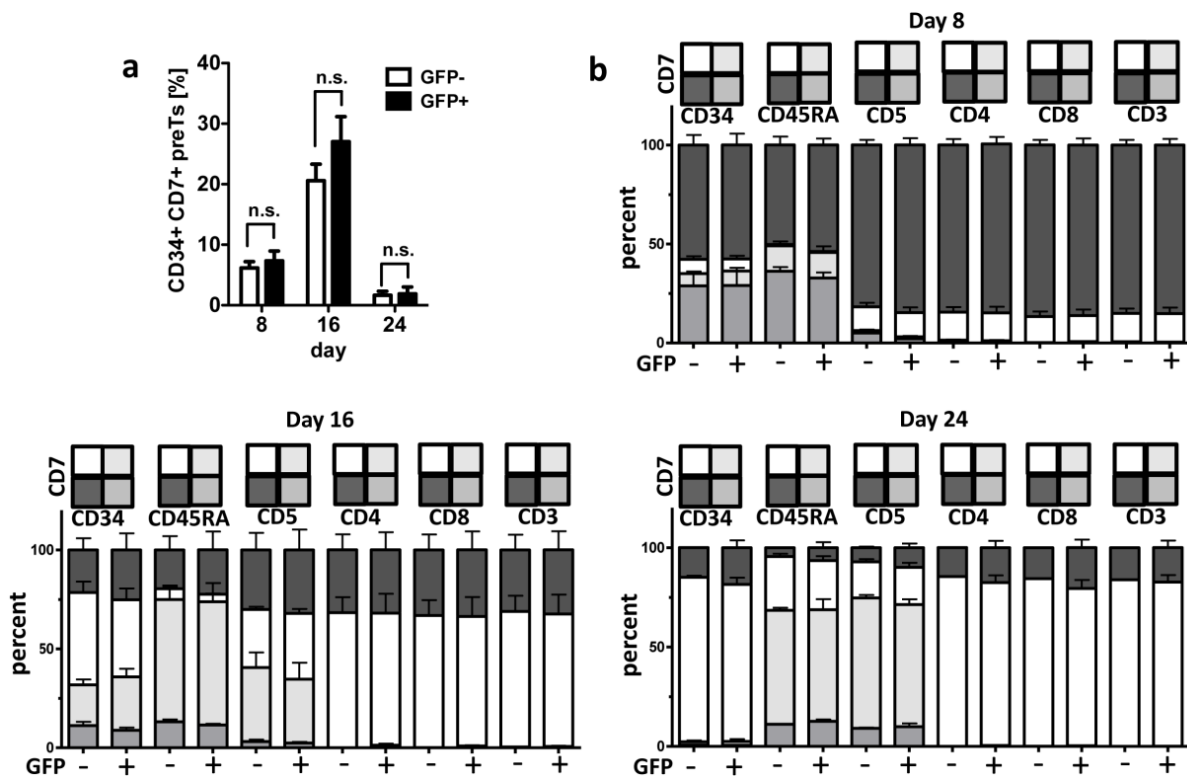 a
CD34+ CD7+ preTs [%]
40
30
20
10
0
n.s.
n.s.
n.s.
GFP-
GFP+
8 16 24
day
b
Day 8
CD7
CD34 CD45RA CD5 CD4 CD8 CD3
percent
100
50
0
GFP - + - + - + - + - + - +
Day 16
CD7
CD34 CD45RA CD5 CD4 CD8 CD3
percent
100
50
0
GFP - + - + - + - + - + - +
Day 24
CD7
CD34 CD45RA CD5 CD4 CD8 CD3
percent
100
50
0
GFP - + - + - + - + - + - +